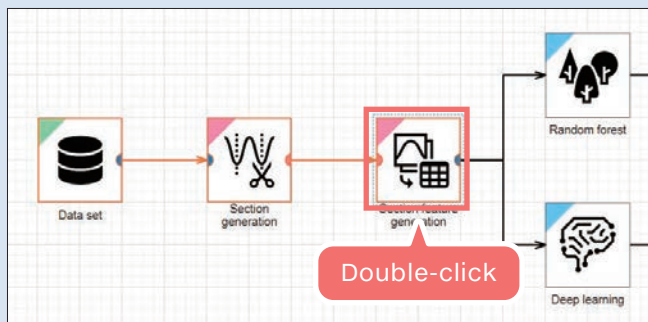 Random forest
Data set
Section
generation
Section feature
generation
Double-click
Deep learning